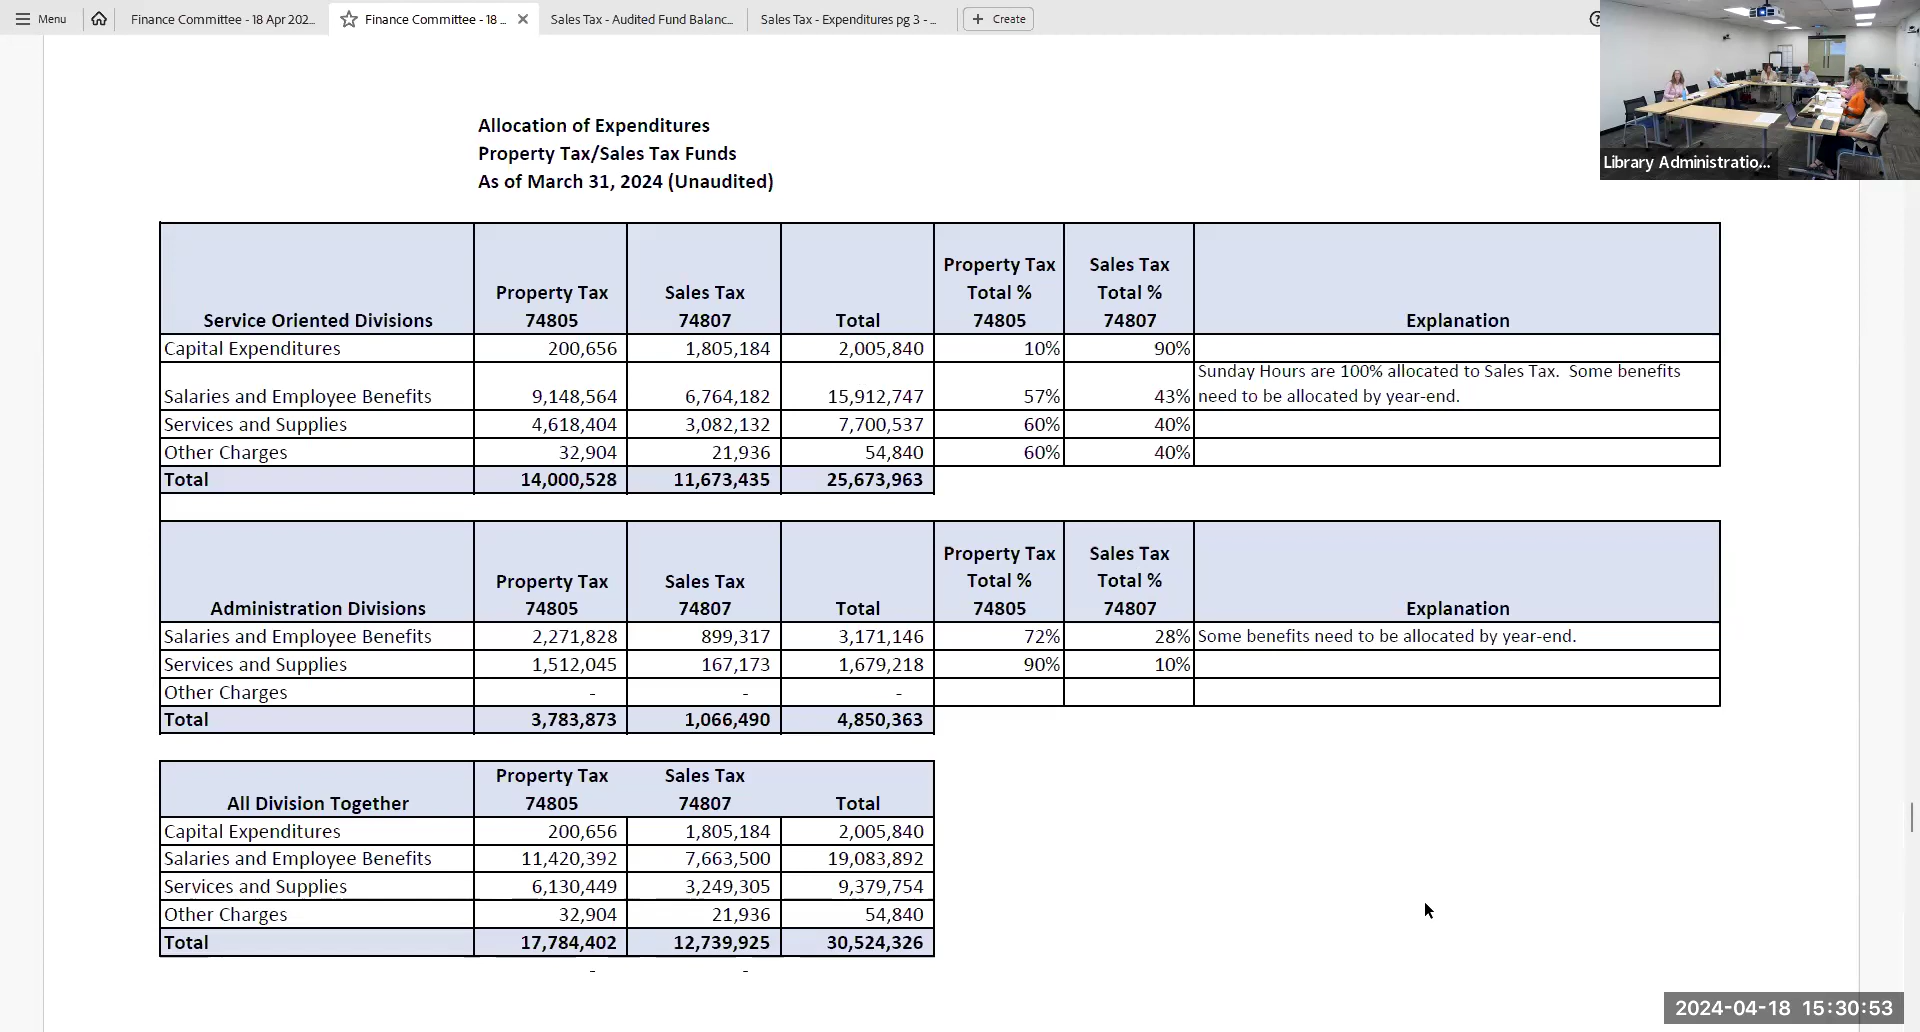 Menu
Finance Committee - 18 Apr 202...
Finance Committee - 18 ...
Sales Tax - Audited Fund Balanc...
Sales Tax - Expenditures pg 3 - ...
Create
Library Administratio...
Allocation of Expenditures
Property Tax/Sales Tax Funds
As of March 31, 2024 (Unaudited)
Service Oriented Divisions Property Tax 74805 Sales Tax 74807 Total Property Tax Total % 74805 Sales Tax Total % 74807 Explanation
Capital Expenditures 200,656 1,805,184 2,005,840 10% 90%
Salaries and Employee Benefits 9,148,564 6,764,182 15,912,747 57% 43% Sunday Hours are 100% allocated to Sales Tax. Some benefits
need to be allocated by year-end.
Services and Supplies 4,618,404 3,082,132 7,700,537 60% 40%
Other Charges 32,904 21,936 54,840 60% 40%
Total 14,000,528 11,673,435 25,673,963
Administration Divisions Property Tax 74805 Sales Tax 74807 Total Property Tax Total % 74805 Sales Tax Total % 74807 Explanation
Salaries and Employee Benefits 2,271,828 899,317 3,171,146 72% 28% Some benefits need to be allocated by year-end.
Services and Supplies 1,512,045 167,173 1,679,218 90% 10%
Other Charges - - -
Total 3,783,873 1,066,490 4,850,363
All Division Together Property Tax 74805 Sales Tax 74807 Total
Capital Expenditures 200,656 1,805,184 2,005,840
Salaries and Employee Benefits 11,420,392 7,663,500 19,083,892
Services and Supplies 6,130,449 3,249,305 9,379,754
Other Charges 32,904 21,936 54,840
Total 17,784,402 12,739,925 30,524,326
- -
2024-04-18 15:30:53